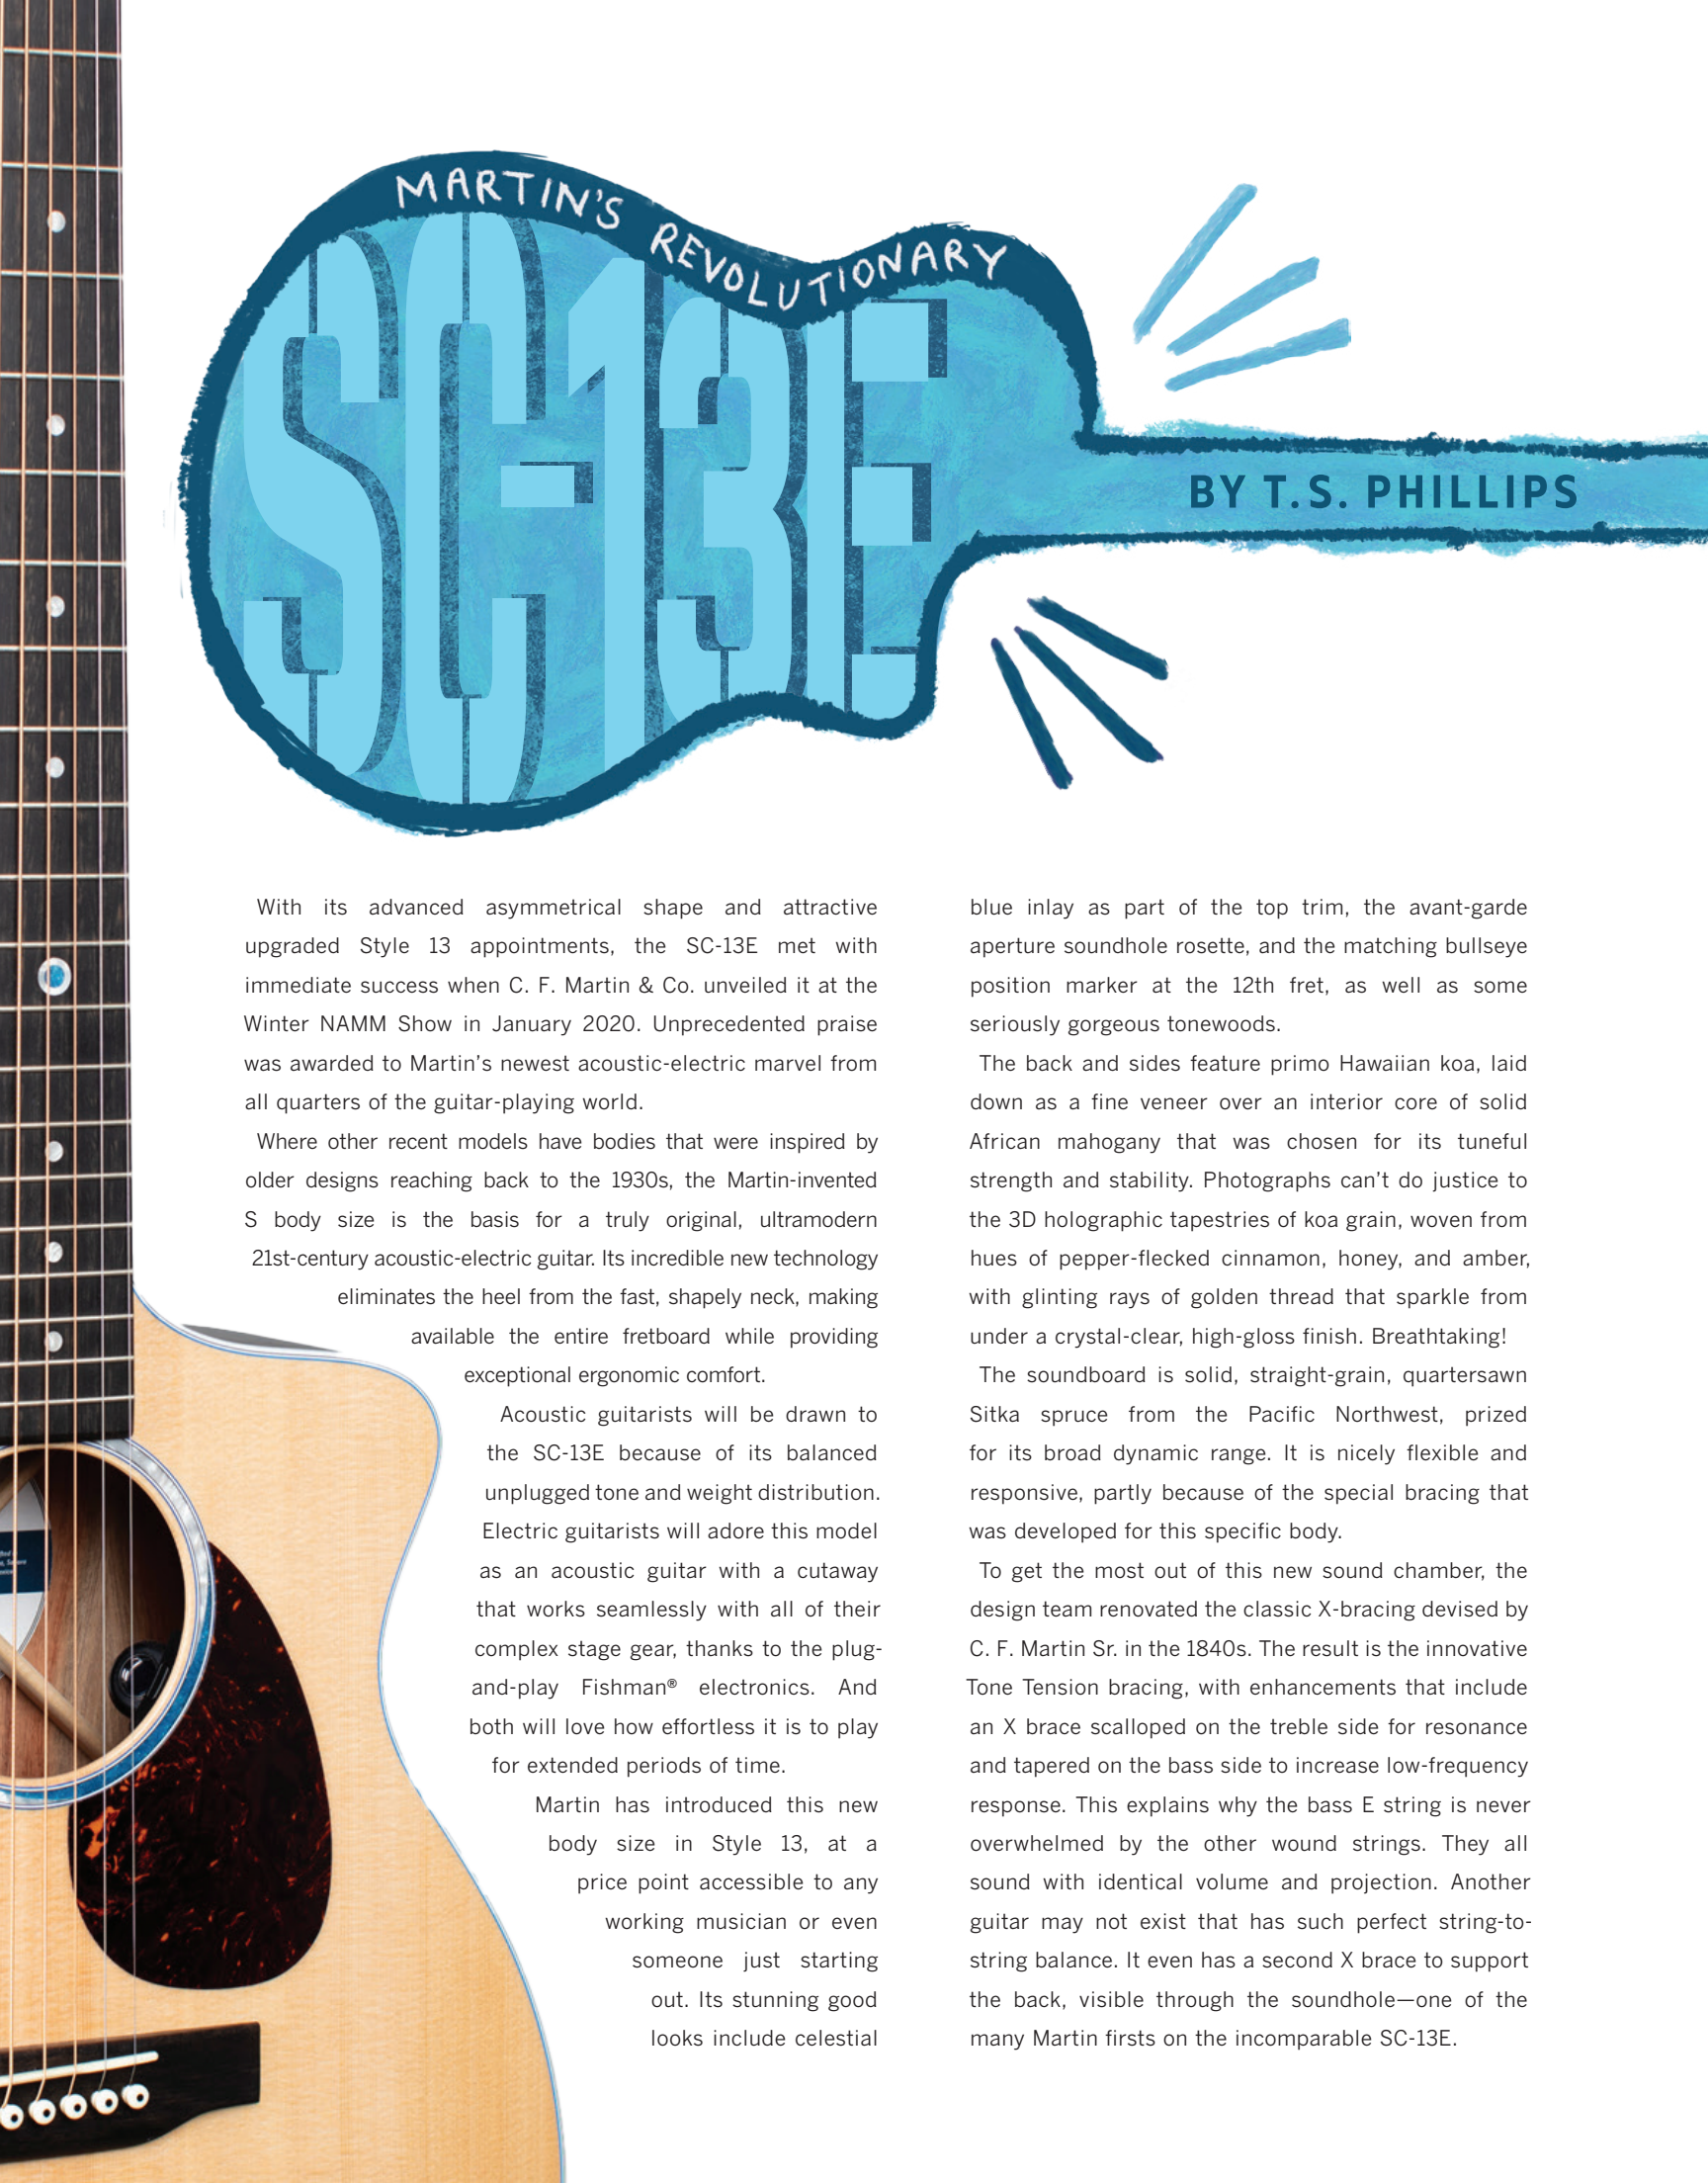 MARTIN'S REVOLUTIONARY
SC-13E
BY T.S. PHILLIPS
With its advanced asymmetrical shape and attractive
upgraded Style 13 appointments, the SC-13E met with
immediate success when C. F. Martin & Co. unveiled it at the
Winter NAMM Show in January 2020. Unprecedented praise
was awarded to Martin's newest acoustic-electric marvel from
all quarters of the guitar-playing world.
Where other recent models have bodies that were inspired by
older designs reaching back to the 1930s, the Martin-invented
S body size is the basis for a truly original, ultramodern
21st-century acoustic-electric guitar. Its incredible new technology
eliminates the heel from the fast, shapely neck, making
available the entire fretboard while providing
exceptional ergonomic comfort.
Acoustic guitarists will be drawn to
the SC-13E because of its balanced
unplugged tone and weight distribution.
Electric guitarists will adore this model
as an acoustic guitar with a cutaway
that works seamlessly with all of their
complex stage gear, thanks to the plug-
and-play Fishman® electronics. And
both will love how effortless it is to play
for extended periods of time.
Martin has introduced this new
body size in Style 13, at a
price point accessible to any
working musician or even
someone just starting
out. Its stunning good
looks include celestial
blue inlay as part of the top trim, the avant-garde
aperture soundhole rosette, and the matching bullseye
position marker at the 12th fret, as well as some
seriously gorgeous tonewoods.
The back and sides feature primo Hawaiian koa, laid
down as a fine veneer over an interior core of solid
African mahogany that was chosen for its tuneful
strength and stability. Photographs can't do justice to
the 3D holographic tapestries of koa grain, woven from
hues of pepper-flecked cinnamon, honey, and amber,
with glinting rays of golden thread that sparkle from
under a crystal-clear, high-gloss finish. Breathtaking!
The soundboard is solid, straight-grain, quartersawn
Sitka spruce from the Pacific Northwest, prized
for its broad dynamic range. It is nicely flexible and
responsive, partly because of the special bracing that
was developed for this specific body.
To get the most out of this new sound chamber, the
design team renovated the classic X-bracing devised by
C. F. Martin Sr. in the 1840s. The result is the innovative
Tone Tension bracing, with enhancements that include
an X brace scalloped on the treble side for resonance
and tapered on the bass side to increase low-frequency
response. This explains why the bass E string is never
overwhelmed by the other wound strings. They all
sound with identical volume and projection. Another
guitar may not exist that has such perfect string-to-
string balance. It even has a second X brace to support
the back, visible through the soundhole—one of the
many Martin firsts on the incomparable SC-13E.